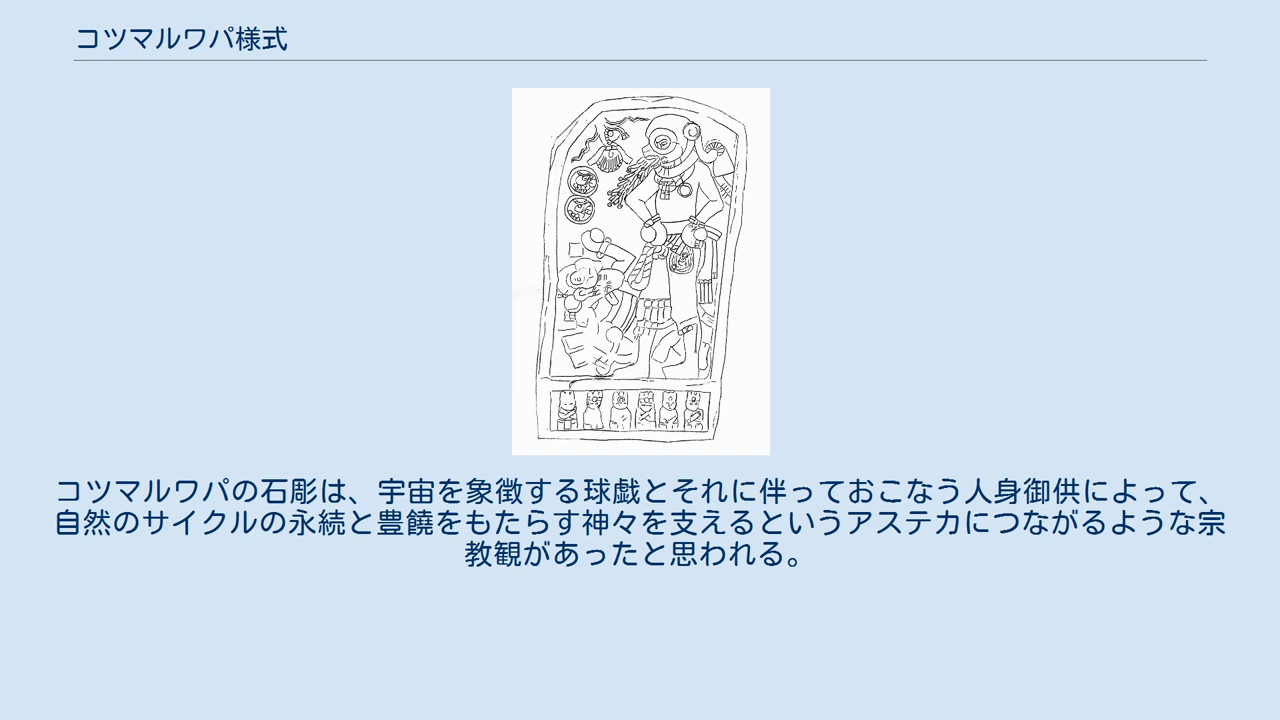 コツマルワパ様式
コツマルワパの石彫は、宇宙を象徴する球戯とそれに伴っておこなう人身御供によって、
自然のサイクルの永続と豊饒をもたらす神々を支えるというアステカにつながるような宗
教観があったと思われる。